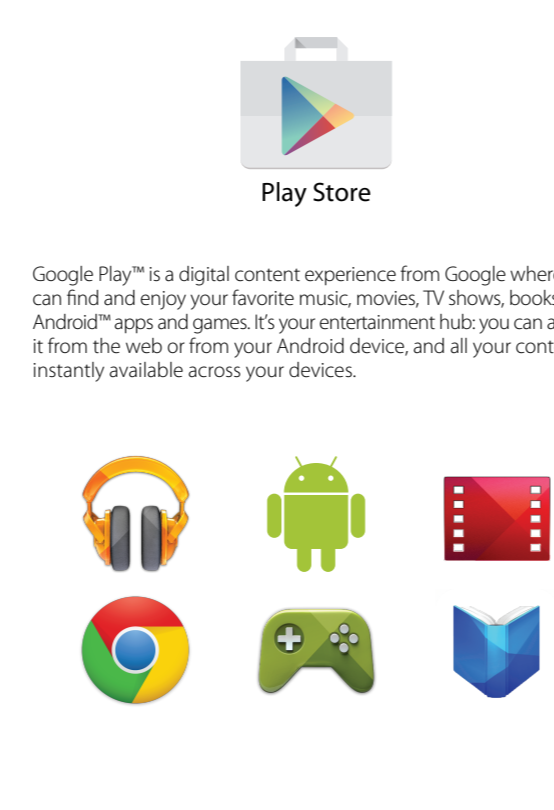 Play Store
Google Play™ is a digital content experience from Google where
can find and enjoy your favorite music, movies, TV shows, books
Android™ apps and games. It's your entertainment hub: you can a
it from the web or from your Android device, and all your cont
instantly available across your devices.